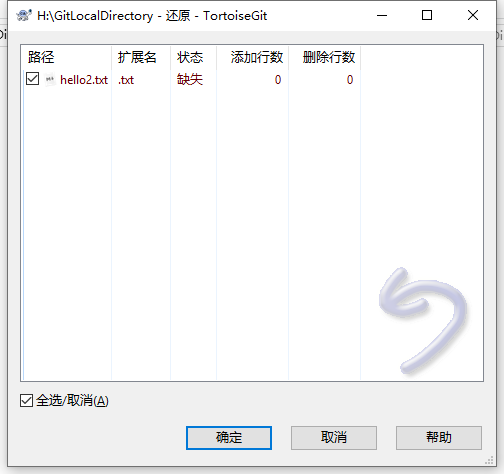 H:\GitLocalDirectory - 还原 - TortoiseGit
路径 扩展名 状态 添加行数 删除行数
hello2.txt .txt 缺失 0 0
全选/取消(A)
确定 取消 帮助